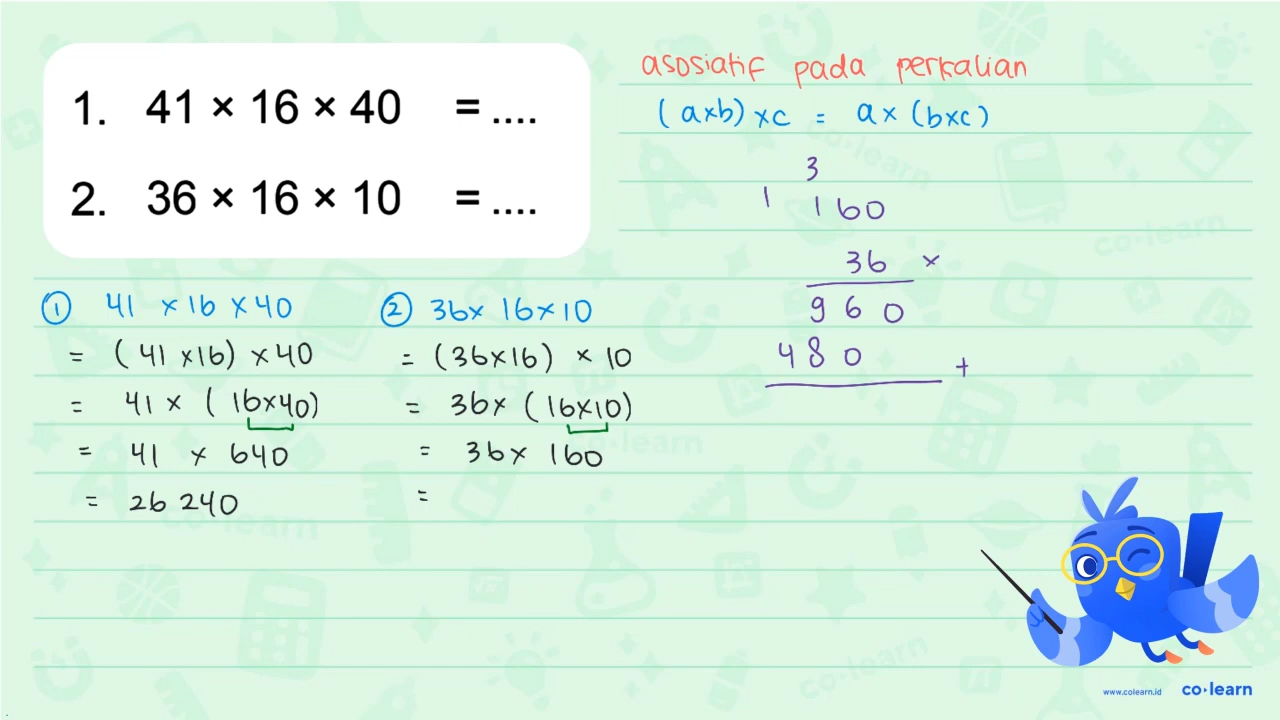 1. 41 × 16 × 40 = ....
2. 36 × 16 × 10 = ....
asosiatif pada perkalian
(a×b) ×c = a× (b×c)
3
1 160
36 ×
960
480 +
① 41 ×16 ×40
= (41 ×16) ×40
= 41 × (16×40)
= 41 × 640
= 26 240
② 36× 16×10
= (36×16) × 10
= 36× (16×10)
= 36× 160
=
www.colearn.id
co·learn